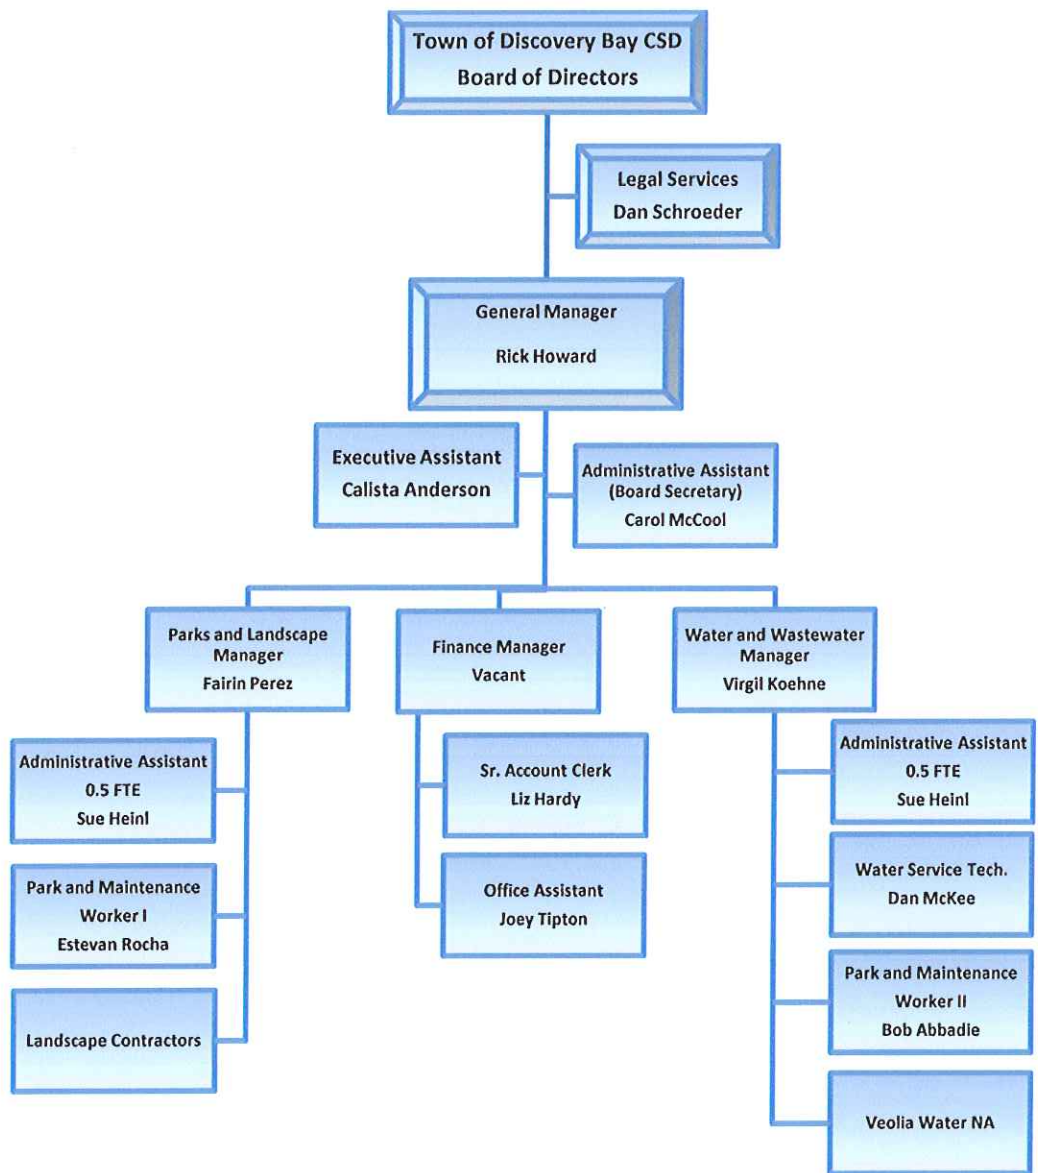 Town of Discovery Bay CSD
Board of Directors
Legal Services
Dan Schroeder
General Manager
Rick Howard
Executive Assistant
Calista Anderson
Administrative Assistant
(Board Secretary)
Carol McCool
Parks and Landscape
Manager
Fairin Perez
Finance Manager
Vacant
Water and Wastewater
Manager
Virgil Koehne
Administrative Assistant
0.5 FTE
Sue Heinl
Park and Maintenance
Worker I
Estevan Rocha
Landscape Contractors
Sr. Account Clerk
Liz Hardy
Office Assistant
Joey Tipton
Administrative Assistant
0.5 FTE
Sue Heinl
Water Service Tech.
Dan McKee
Park and Maintenance
Worker II
Bob Abbadie
Veolia Water NA